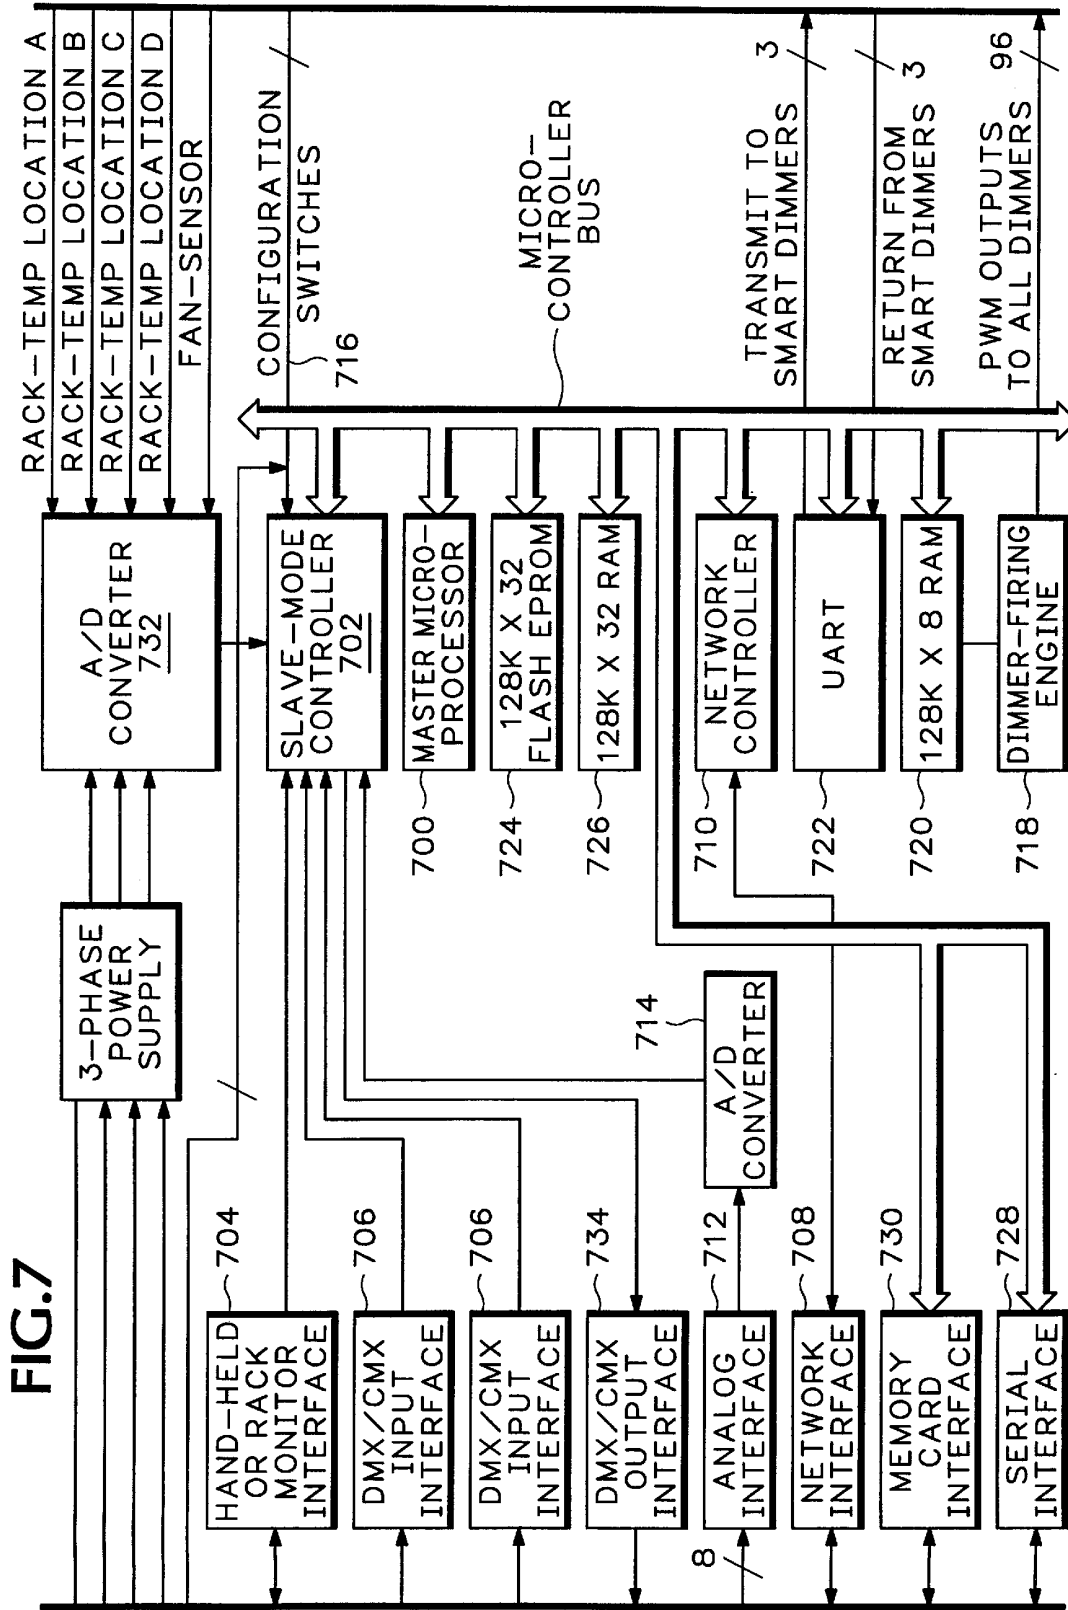 FIG.7
RACK-TEMP LOCATION A
RACK-TEMP LOCATION B
RACK-TEMP LOCATION C
RACK-TEMP LOCATION D
FAN-SENSOR
CONFIGURATION
SWITCHES
716
MICRO-
CONTROLLER
BUS
3
TRANSMIT TO
SMART DIMMERS
3
RETURN FROM
SMART DIMMERS
96
PWM OUTPUTS
TO ALL DIMMERS
A/D
CONVERTER
732
SLAVE-MODE
CONTROLLER
702
MASTER MICRO-
PROCESSOR
700
128K X 32
FLASH EPROM
724
128K X 32 RAM
726
NETWORK
CONTROLLER
710
UART
722
128K X 8 RAM
720
DIMMER-FIRING
ENGINE
718
3-PHASE
POWER
SUPPLY
A/D
CONVERTER
714
HAND-HELD
OR RACK
MONITOR
INTERFACE
704
DMX/CMX
INPUT
INTERFACE
706
DMX/CMX
INPUT
INTERFACE
706
DMX/CMX
OUTPUT
INTERFACE
734
ANALOG
INTERFACE
712
8
NETWORK
INTERFACE
708
MEMORY
CARD
INTERFACE
730
SERIAL
INTERFACE
728